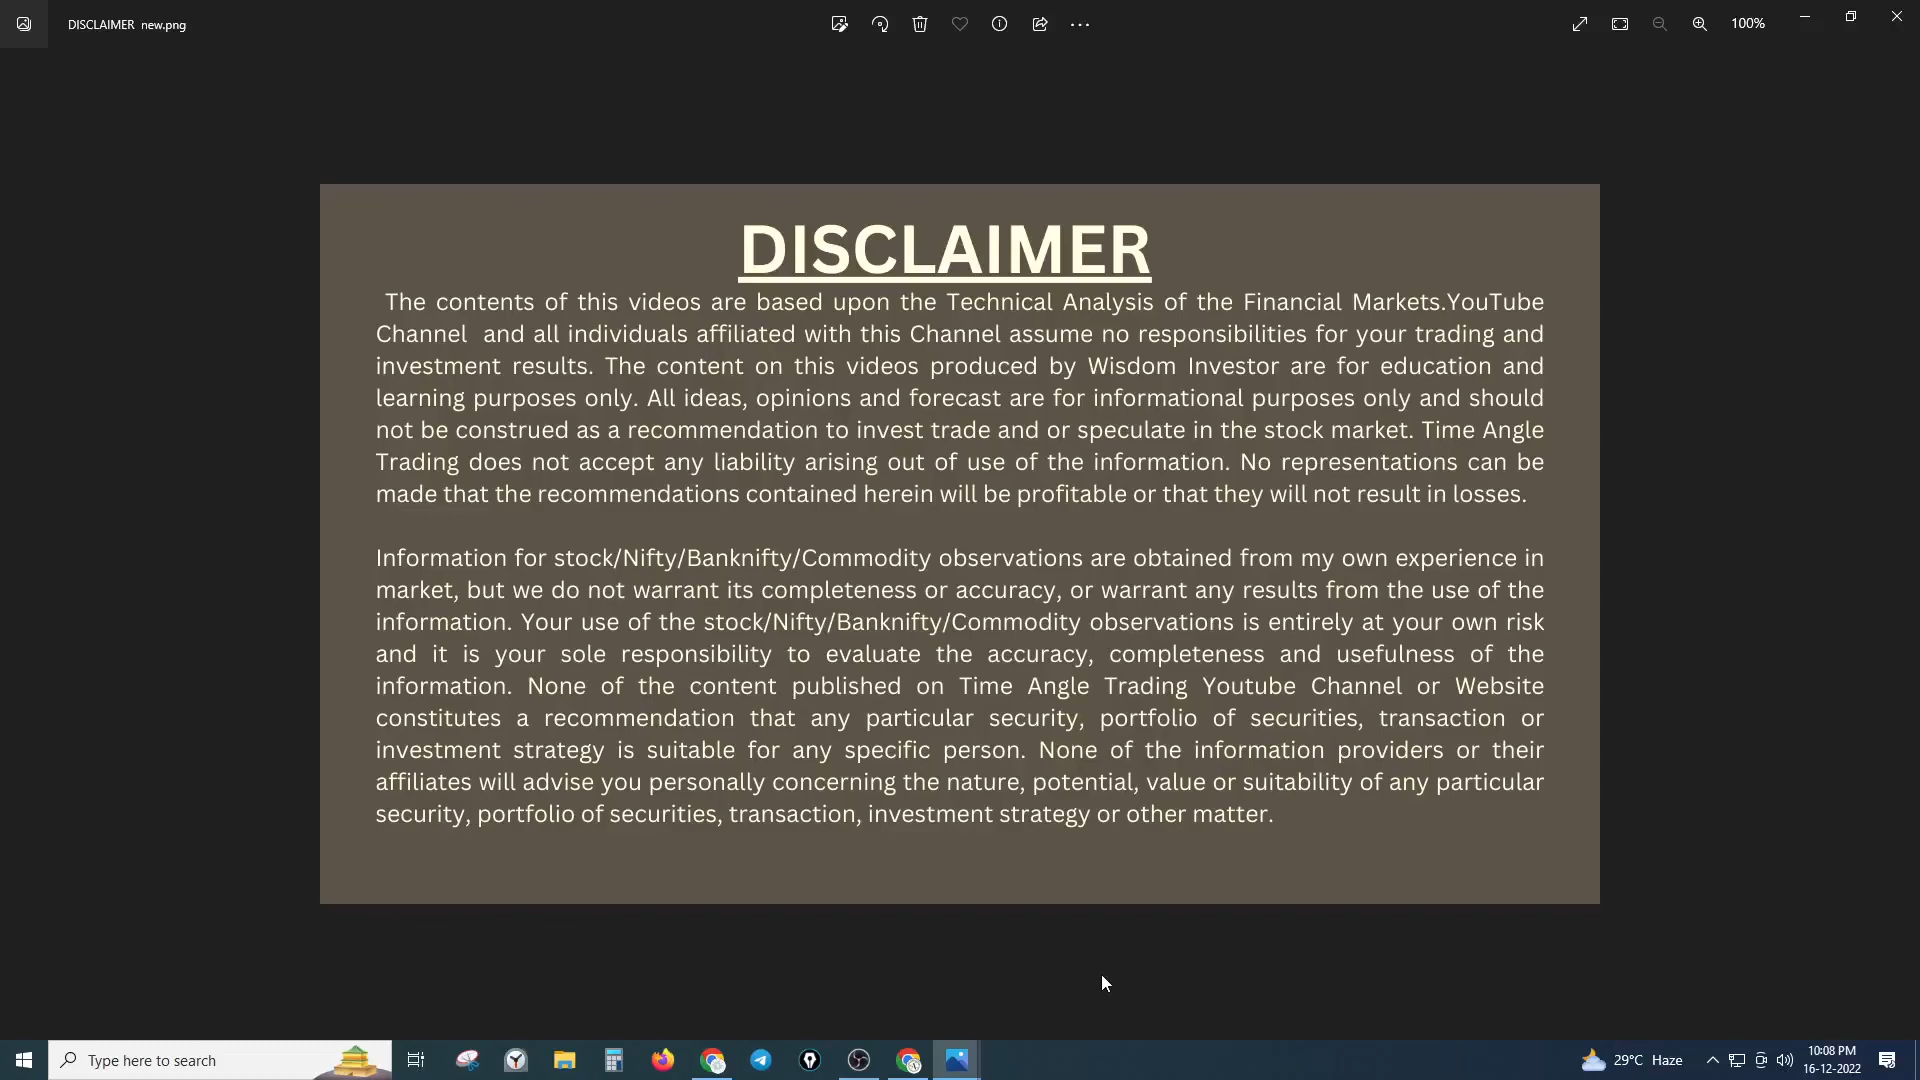 DISCLAIMER new.png
100%
DISCLAIMER
The contents of this videos are based upon the Technical Analysis of the Financial Markets.YouTube
Channel and all individuals affiliated with this Channel assume no responsibilities for your trading and
investment results. The content on this videos produced by Wisdom Investor are for education and
learning purposes only. All ideas, opinions and forecast are for informational purposes only and should
not be construed as a recommendation to invest trade and or speculate in the stock market. Time Angle
Trading does not accept any liability arising out of use of the information. No representations can be
made that the recommendations contained herein will be profitable or that they will not result in losses.
Information for stock/Nifty/Banknifty/Commodity observations are obtained from my own experience in
market, but we do not warrant its completeness or accuracy, or warrant any results from the use of the
information. Your use of the stock/Nifty/Banknifty/Commodity observations is entirely at your own risk
and it is your sole responsibility to evaluate the accuracy, completeness and usefulness of the
information. None of the content published on Time Angle Trading Youtube Channel or Website
constitutes a recommendation that any particular security, portfolio of securities, transaction or
investment strategy is suitable for any specific person. None of the information providers or their
affiliates will advise you personally concerning the nature, potential, value or suitability of any particular
security, portfolio of securities, transaction, investment strategy or other matter.
Type here to search
29°C Haze
10:08 PM
16-12-2022